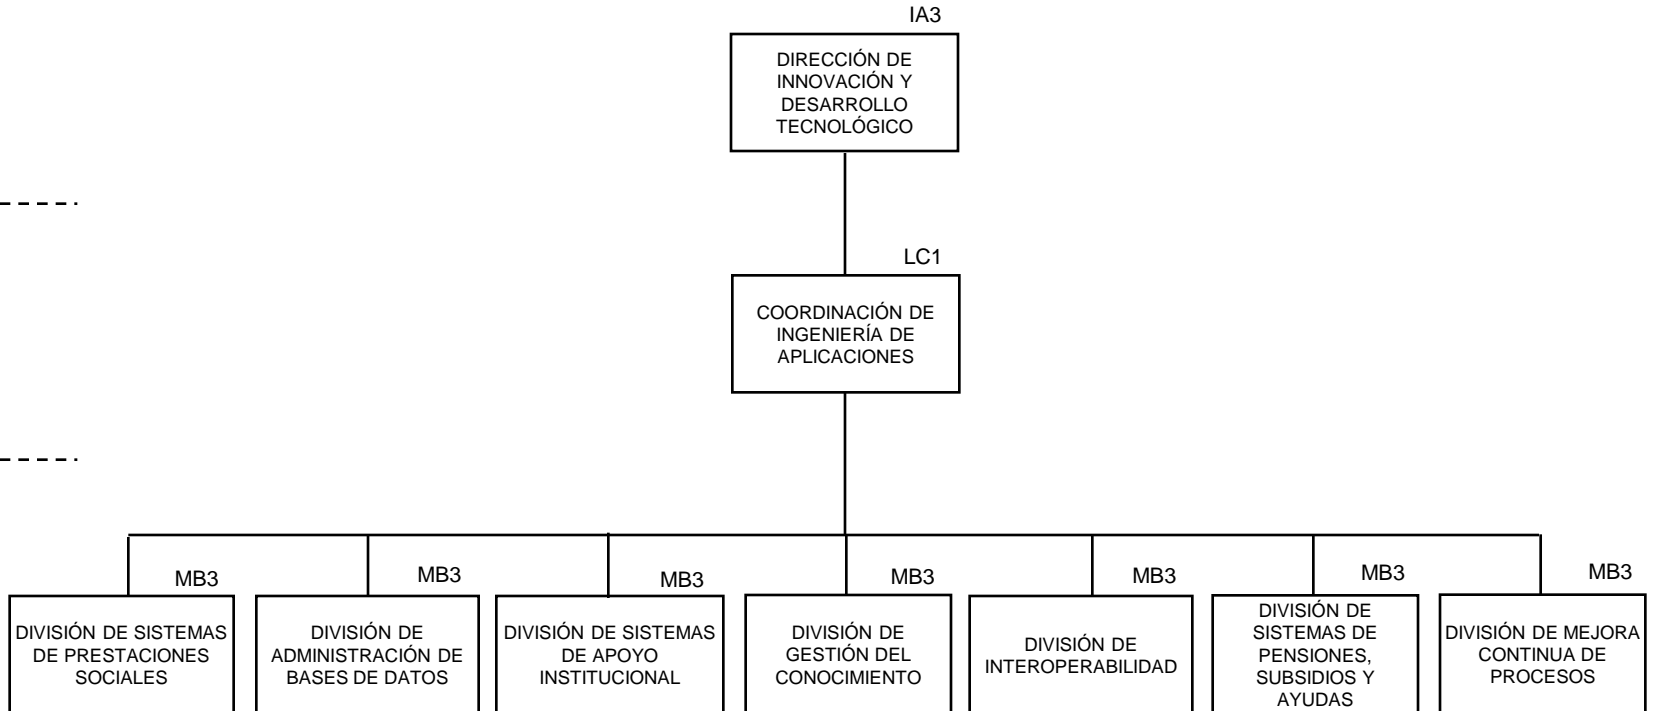 IA3
DIRECCIÓN DE
INNOVACIÓN Y
DESARROLLO
TECNOLÓGICO
LC1
COORDINACIÓN DE
INGENIERÍA DE
APLICACIONES
MB3
DIVISIÓN DE SISTEMAS
DE PRESTACIONES
SOCIALES
MB3
DIVISIÓN DE
ADMINISTRACIÓN DE
BASES DE DATOS
MB3
DIVISIÓN DE SISTEMAS
DE APOYO
INSTITUCIONAL
MB3
DIVISIÓN DE
GESTIÓN DEL
CONOCIMIENTO
MB3
DIVISIÓN DE
INTEROPERABILIDAD
MB3
DIVISIÓN DE
SISTEMAS DE
PENSIONES,
SUBSIDIOS Y
AYUDAS
MB3
DIVISIÓN DE MEJORA
CONTINUA DE
PROCESOS